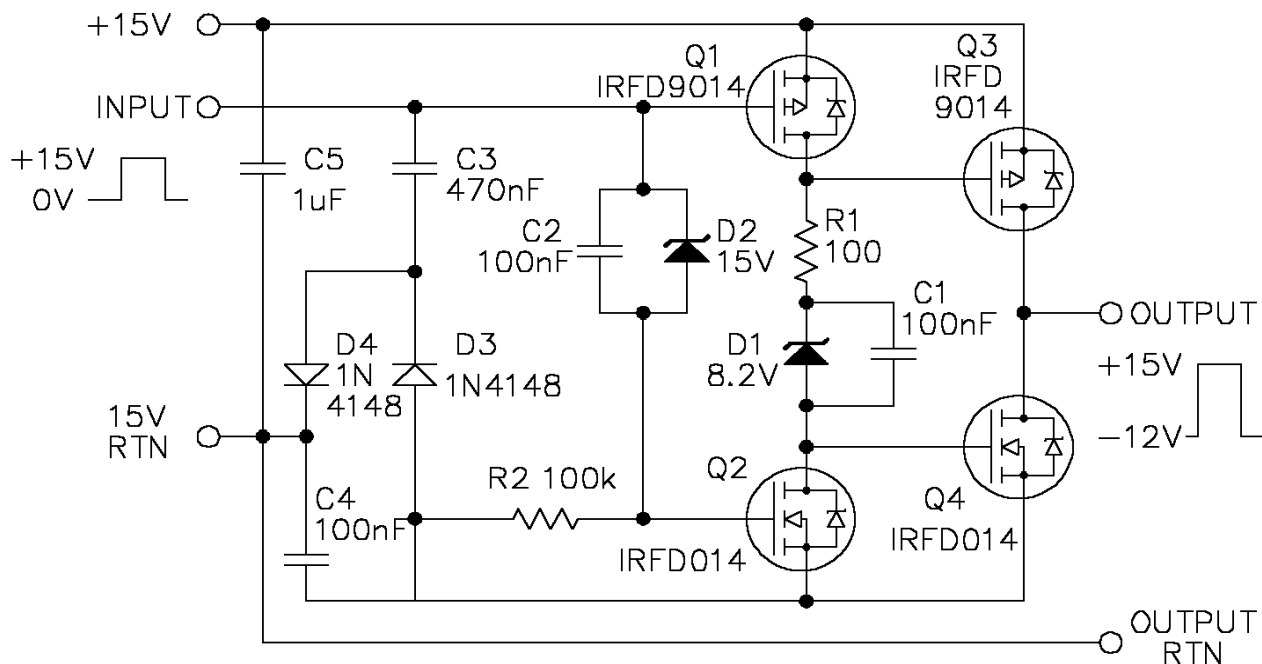 +15V
Q1
IRFD9014
Q3
IRFD
9014
INPUT
+15V
0V
C5
1uF
C3
470nF
C2
100nF
D2
15V
R1
100
C1
100nF
OUTPUT
D4
1N
4148
D3
1N4148
D1
8.2V
+15V
-12V
15V
RTN
R2 100k
Q2
Q4
C4
100nF
IRFD014
IRFD014
OUTPUT
RTN